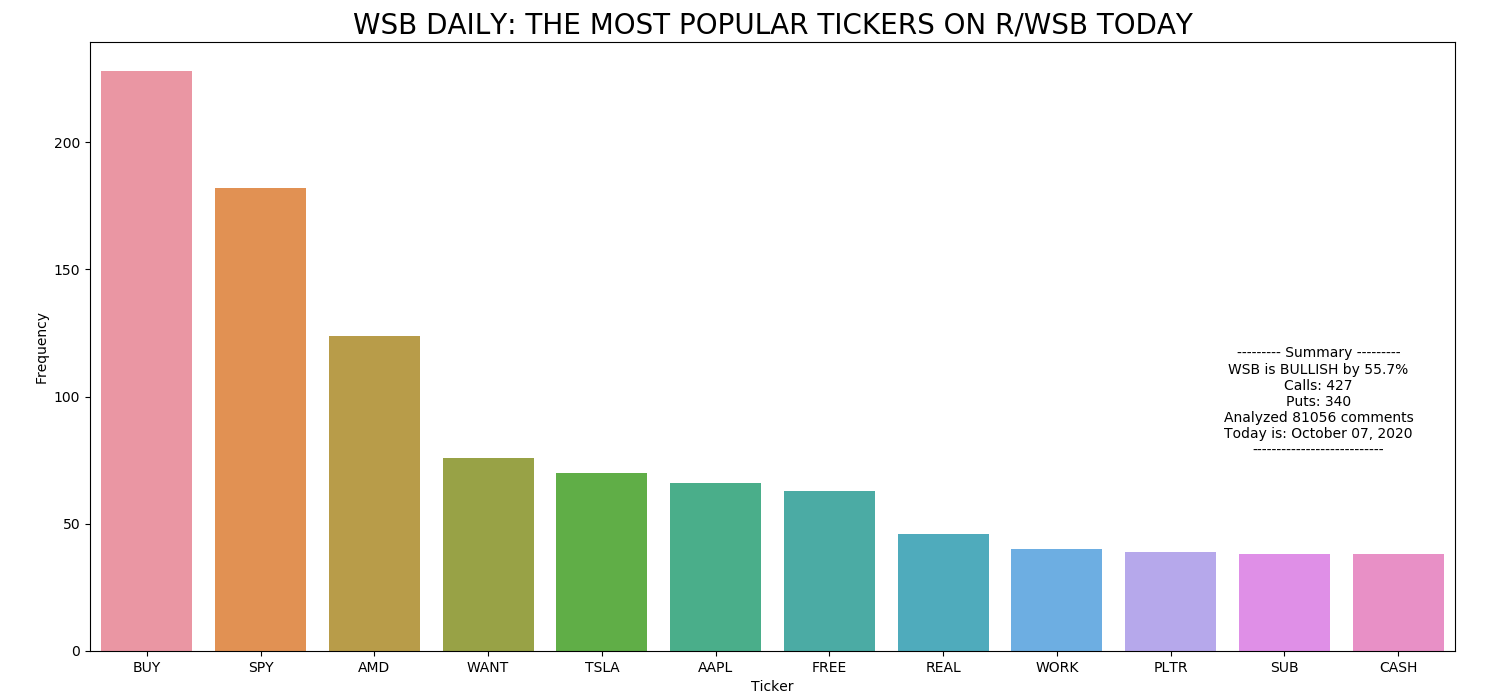 WSB DAILY: THE MOST POPULAR TICKERS ON R/WSB TODAY
Frequency
200
150
100
50
0
--------- Summary ---------
WSB is BULLISH by 55.7%
Calls: 427
Puts: 340
Analyzed 81056 comments
Today is: October 07, 2020
---------------------------
BUY SPY AMD WANT TSLA AAPL FREE REAL WORK PLTR SUB CASH
Ticker